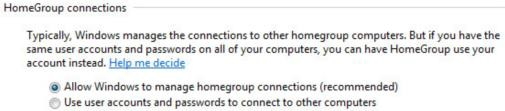 HomeGroup connections
Typically, Windows manages the connections to other homegroup computers. But if you have the
same user accounts and passwords on all of your computers, you can have HomeGroup use your
account instead. Help me decide
Allow Windows to manage homegroup connections (recommended)
Use user accounts and passwords to connect to other computers